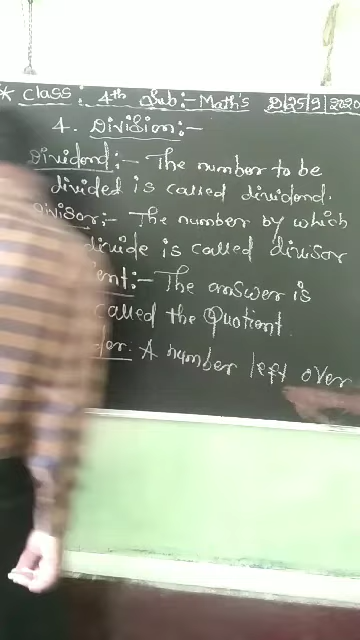 * Class: 4th Sub:- Math's D/25/9/2020
4. Division:-
Dividend:- The number to be
divided is called dividend.
Divisor:- The number by which
divide is called divisor
ent:- The answer is
called the Quotient.
der. A number left over